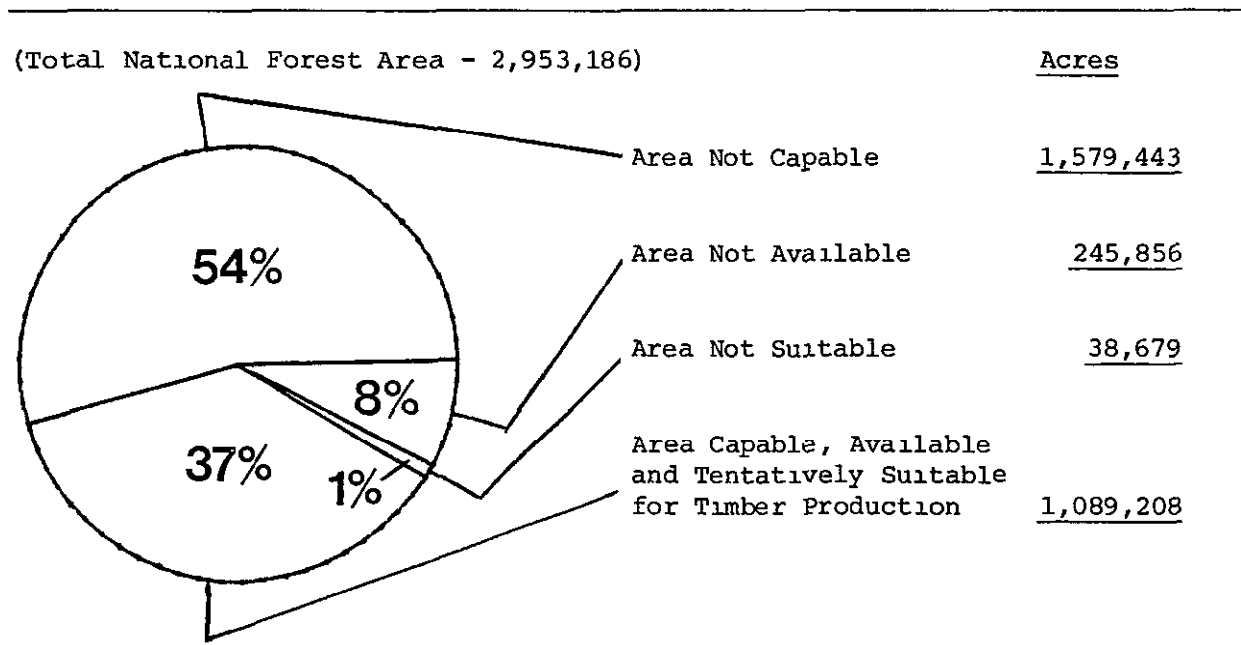 (Total National Forest Area - 2,953,186) Acres
Area Not Capable 1,579,443
54%
Area Not Available 245,856
Area Not Suitable 38,679
8%
37%
1%
Area Capable, Available
and Tentatively Suitable
for Timber Production 1,089,208